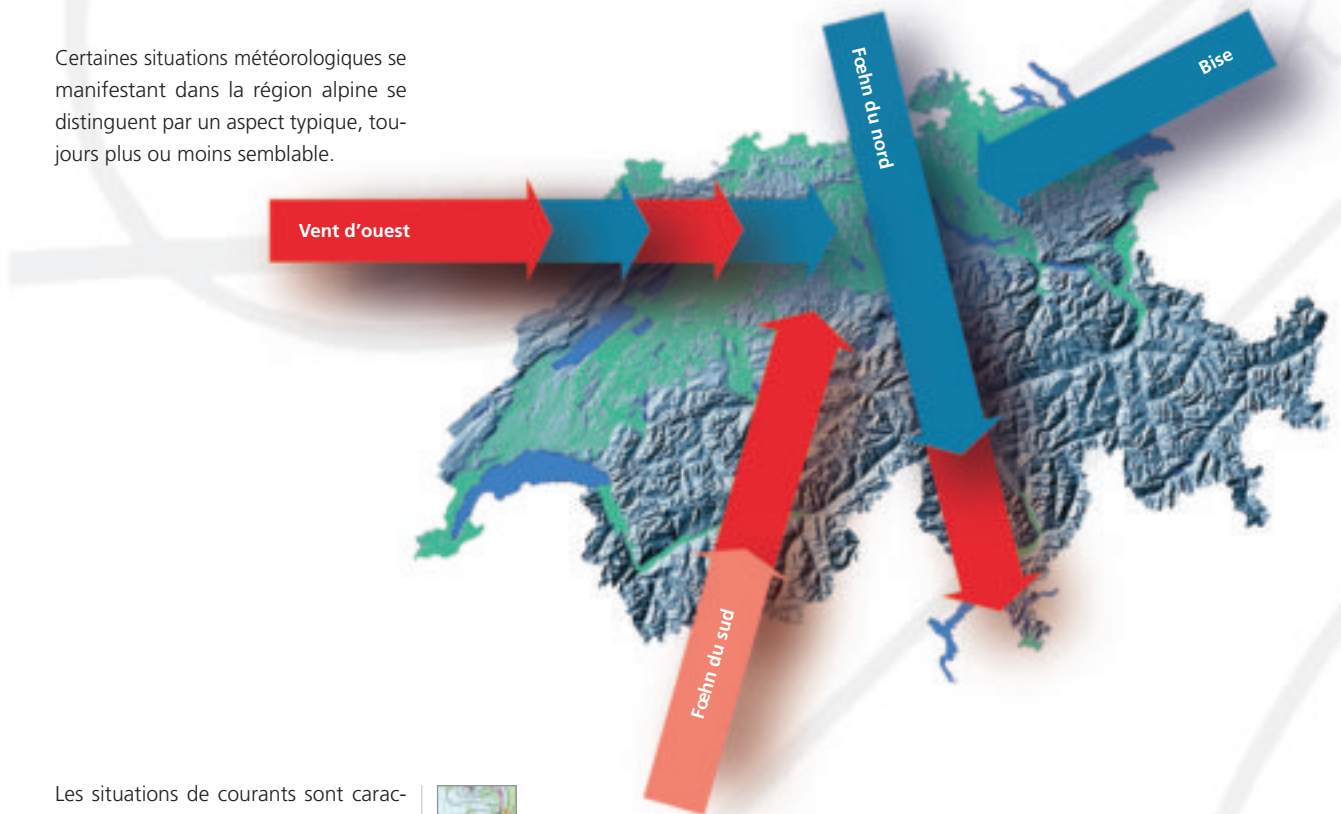 Certaines situations météorologiques se
manifestant dans la région alpine se
distinguent par un aspect typique, tou-
jours plus ou moins semblable.
Fœhn du nord
Bise
Vent d'ouest
Fœhn du sud
Les situations de courants sont carac-